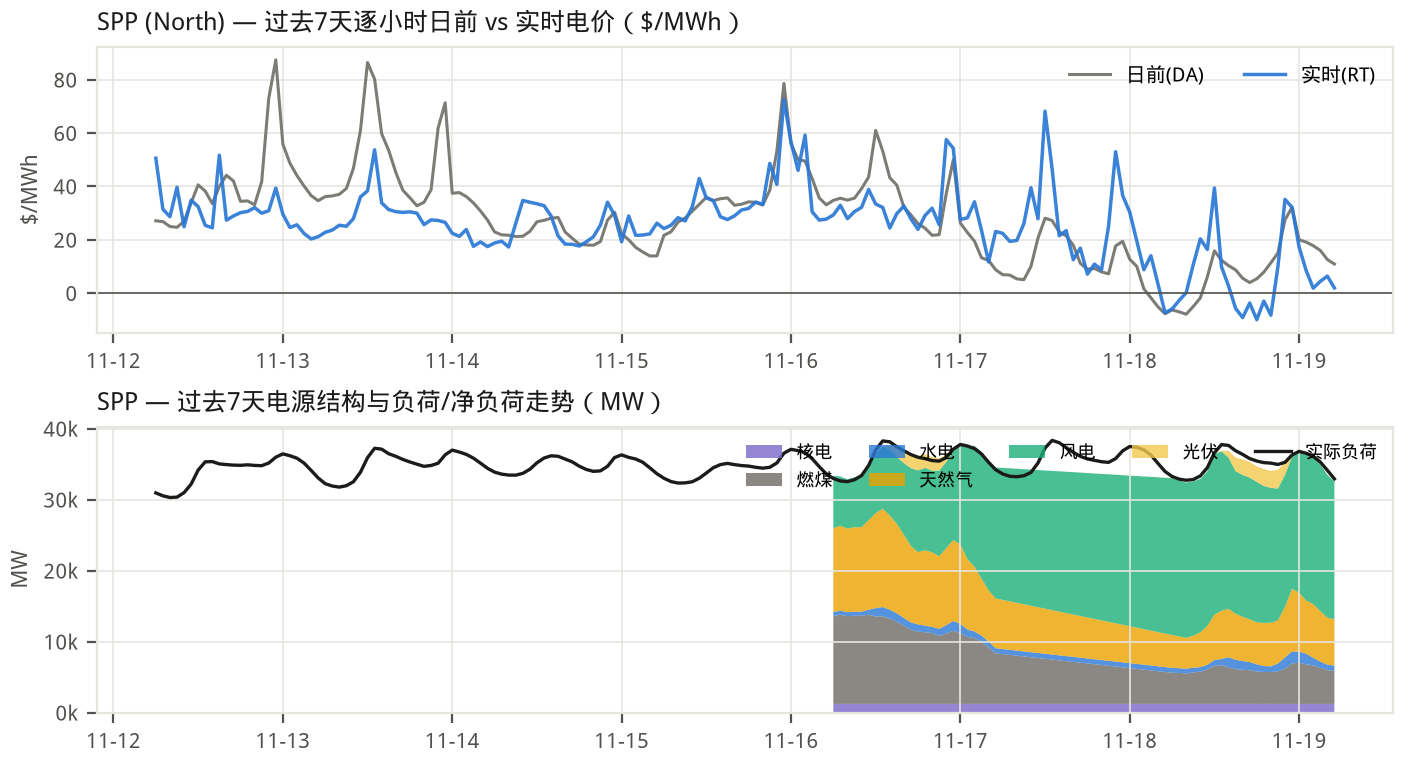 SPP (North) — 过去7天逐小时日前 vs 实时电价（$/MWh）
日前(DA) 实时(RT)
$/MWh
80
60
40
20
0
11-12 11-13 11-14 11-15 11-16 11-17 11-18 11-19
SPP — 过去7天电源结构与负荷/净负荷走势（MW）
核电 水电 风电 光伏 实际负荷
燃煤 天然气
MW
40k
30k
20k
10k
0k
11-12 11-13 11-14 11-15 11-16 11-17 11-18 11-19